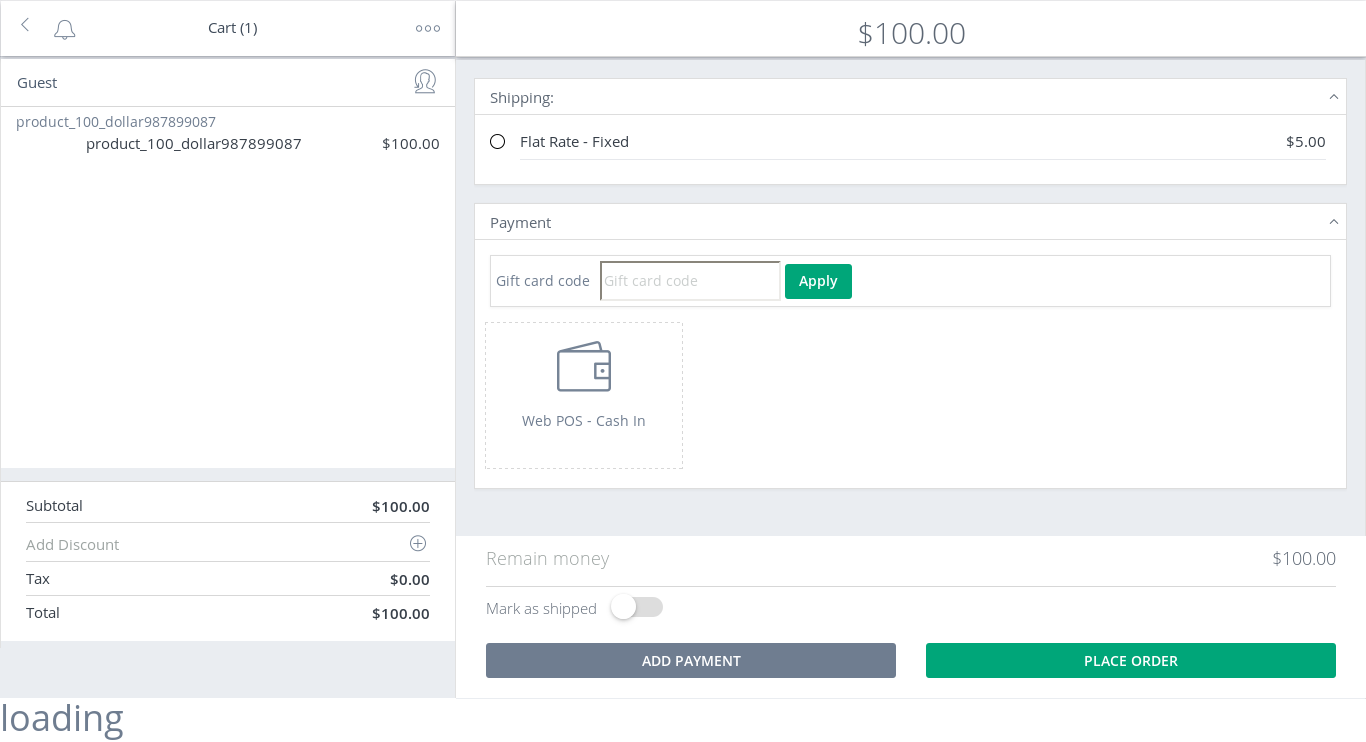 Cart (1)
$100.00
Guest
product_100_dollar987899087
product_100_dollar987899087 $100.00
Subtotal $100.00
Add Discount
Tax $0.00
Total $100.00
Shipping:
Flat Rate - Fixed $5.00
Payment
Gift card code Gift card code Apply
Web POS - Cash In
Remain money $100.00
Mark as shipped
ADD PAYMENT PLACE ORDER
loading